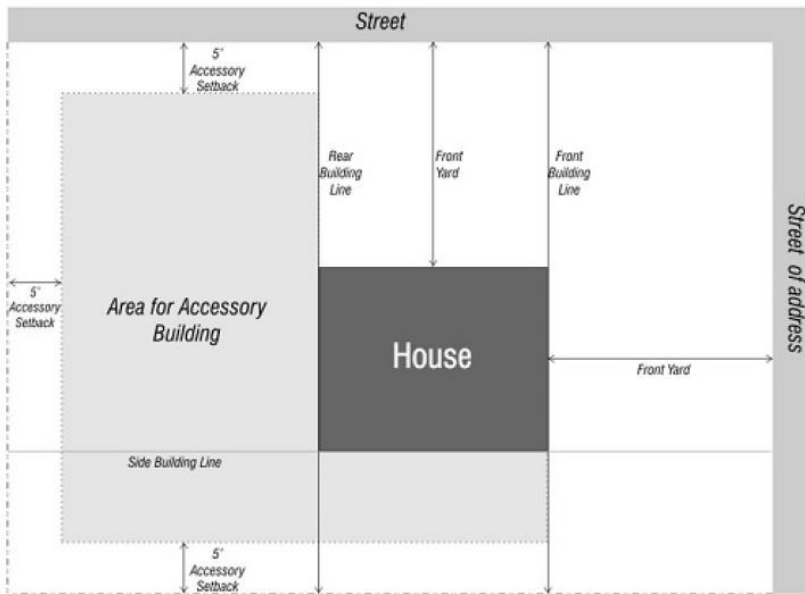 Street
5'
Accessory
Setback
Rear
Building
Line
Front
Yard
Front
Building
Line
Street of address
5'
Accessory
Setback
Area for Accessory
Building
House
Front Yard
Side Building Line
5'
Accessory
Setback